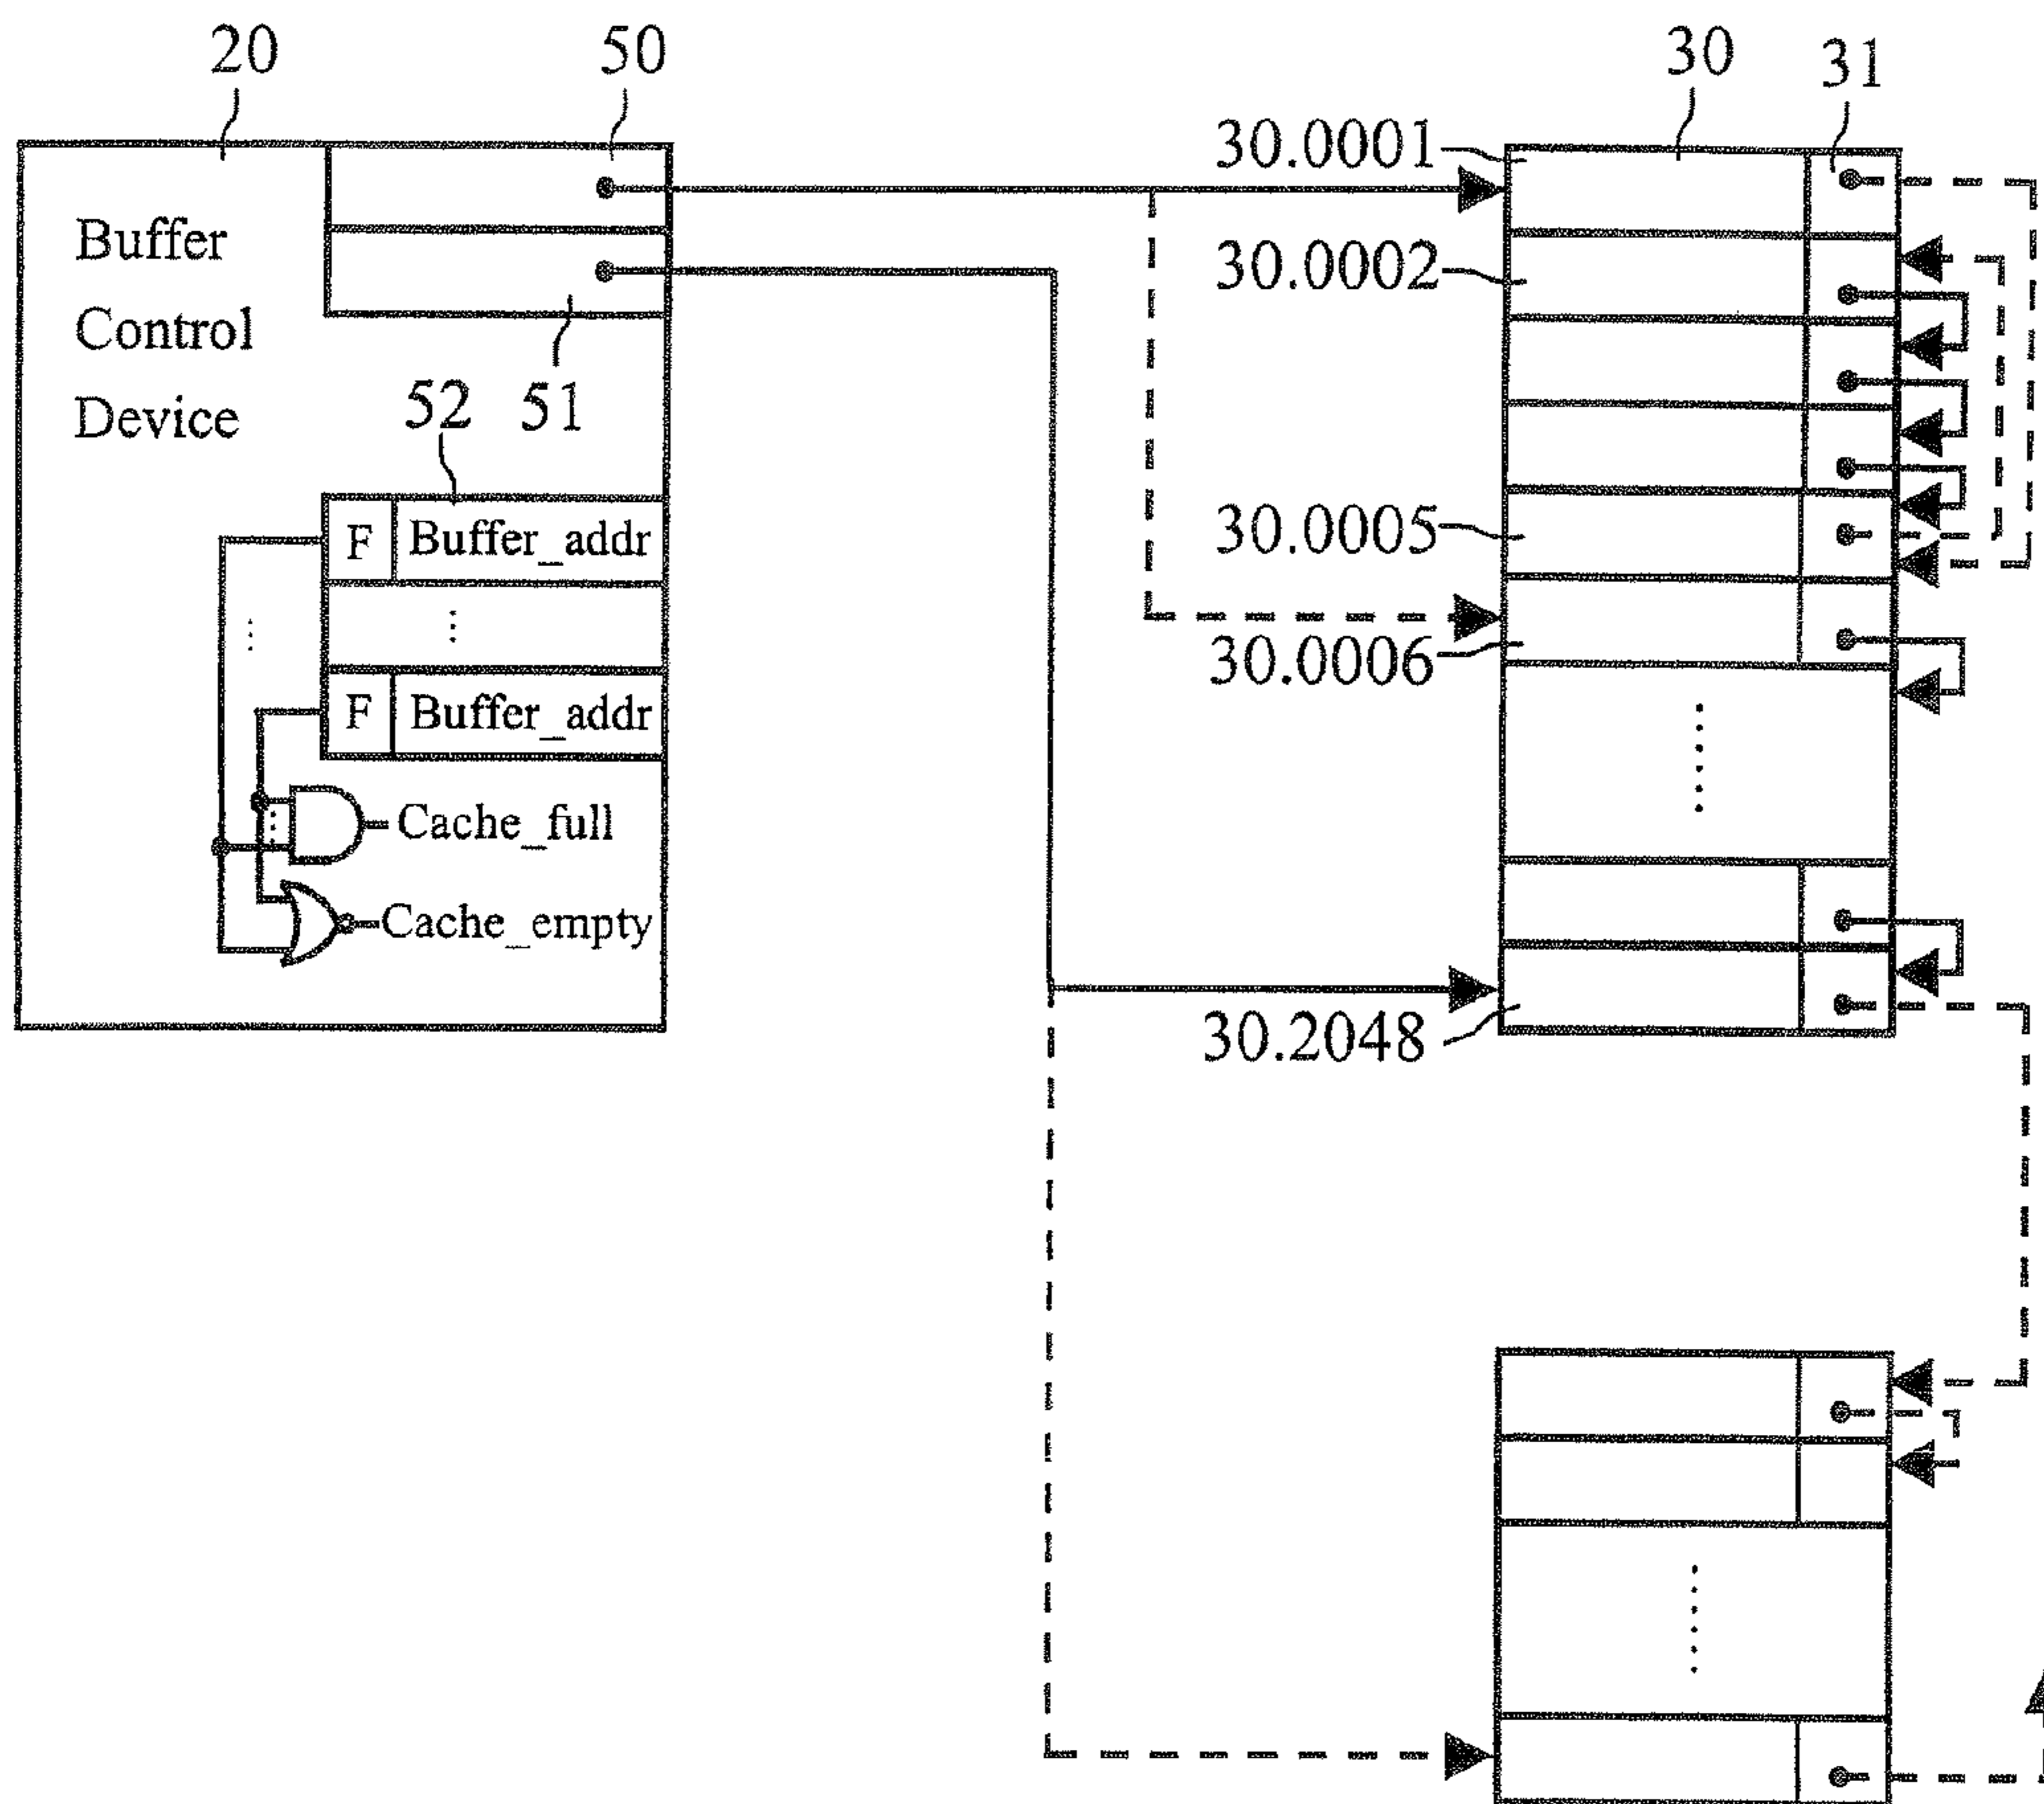 20
50
30
31
30.0001
Buffer
Control
Device
30.0002
52
51
F
Buffer_addr
30.0005
30.0006
F
Buffer_addr
Cache_full
Cache_empty
30.2048